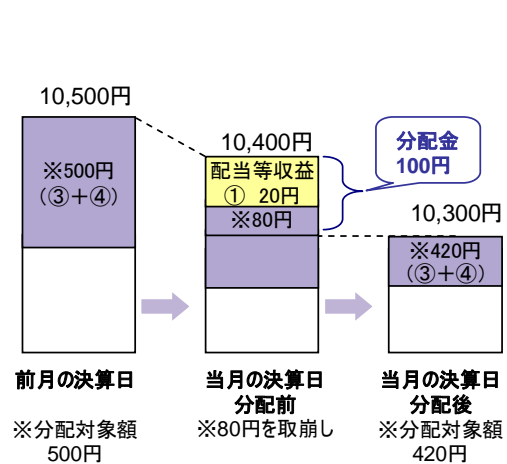 10,500円
※500円
(③+④)
前月の決算日
※分配対象額
500円
10,400円
配当等収益
① 20円
※80円
当月の決算日
分配前
※80円を取崩し
分配金
100円
10,300円
※420円
(③+④)
当月の決算日
分配後
※分配対象額
420円